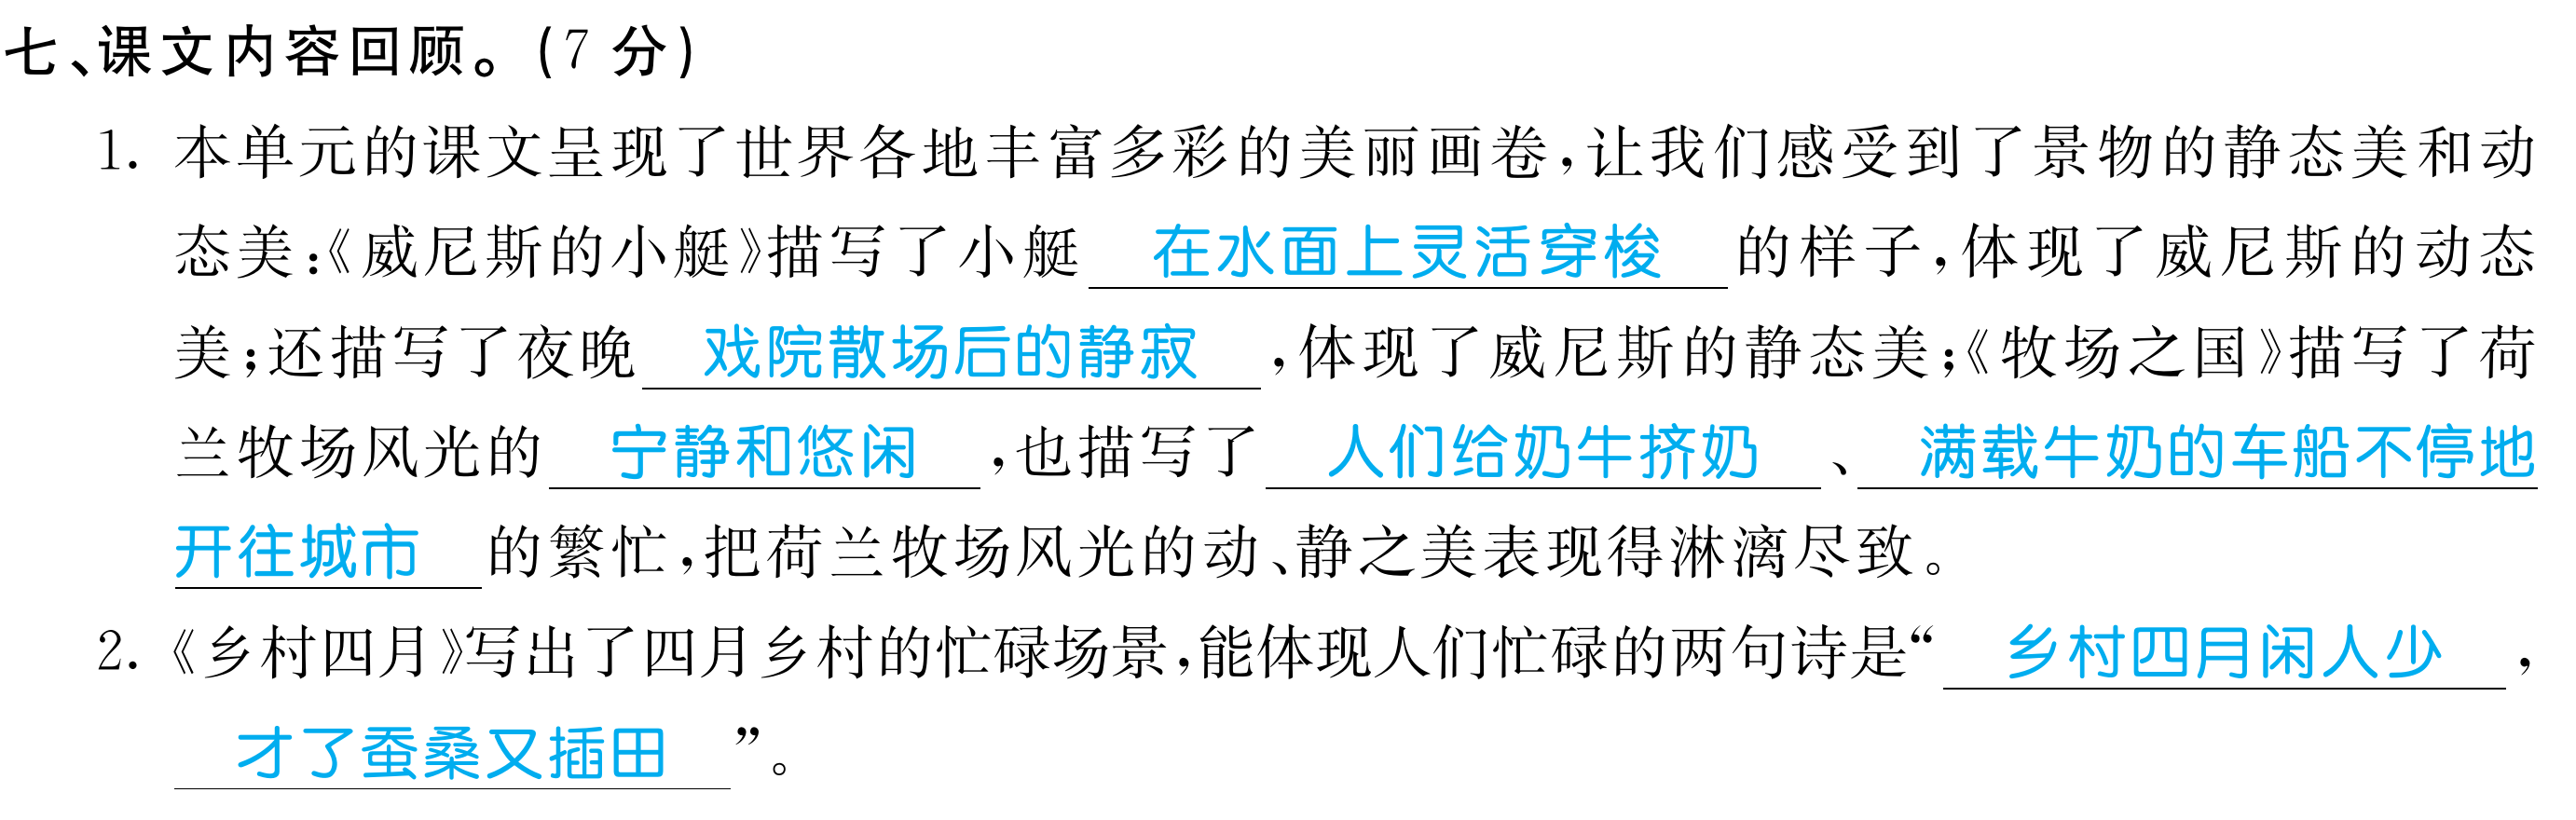 七、课文内容回顾。(7 分)
1. 本单元的课文呈现了世界各地丰富多彩的美丽画卷,让我们感受到了景物的静态美和动
态美:《威尼斯的小艇》描写了小艇 在水面上灵活穿梭 的样子,体现了威尼斯的动态
美;还描写了夜晚 戏院散场后的静寂 ,体现了威尼斯的静态美;《牧场之国》描写了荷
兰牧场风光的 宁静和悠闲 ,也描写了 人们给奶牛挤奶 、 满载牛奶的车船不停地
开往城市 的繁忙,把荷兰牧场风光的动、静之美表现得淋漓尽致。
2.《乡村四月》写出了四月乡村的忙碌场景,能体现人们忙碌的两句诗是“ 乡村四月闲人少 ,
才了蚕桑又插田 ”。